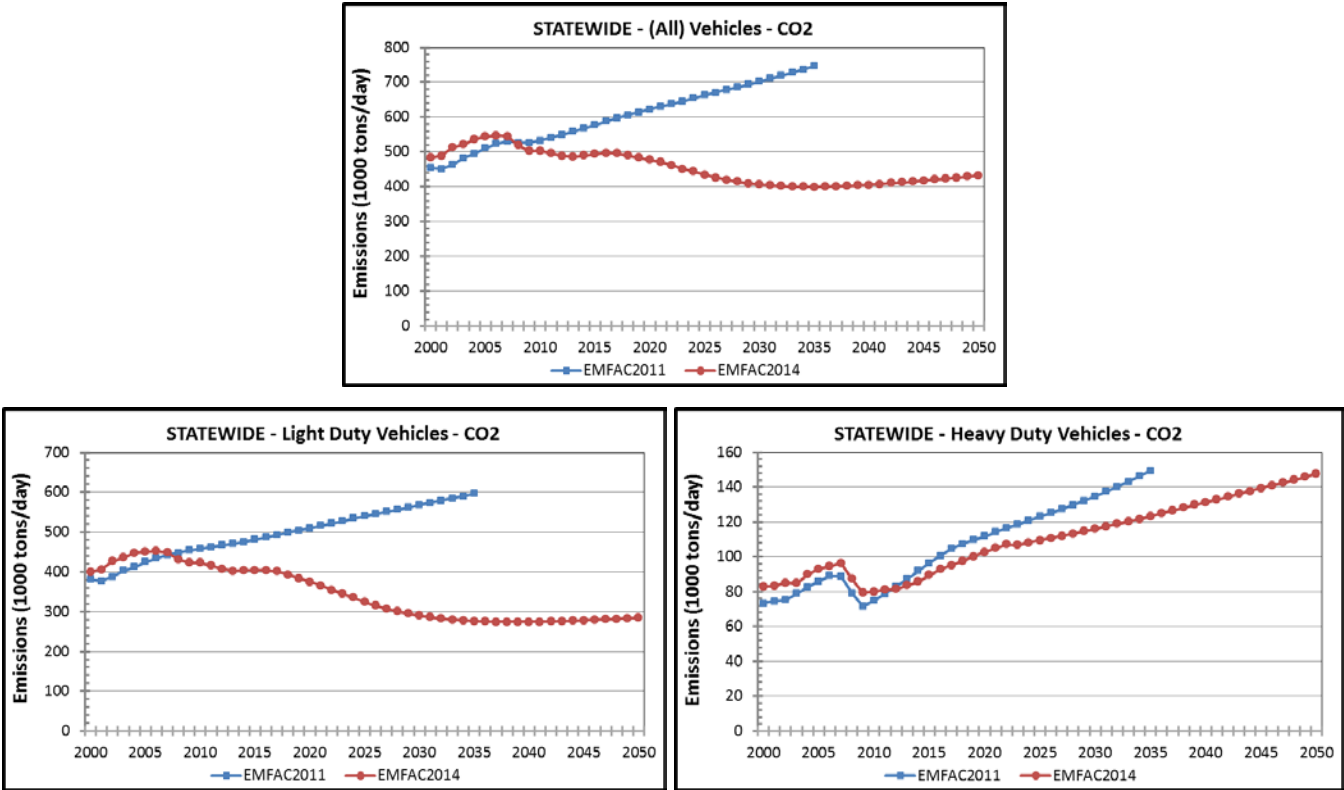 STATEWIDE - (All) Vehicles - CO2
Emissions (1000 tons/day)
800
700
600
500
400
300
200
100
0
2000 2005 2010 2015 2020 2025 2030 2035 2040 2045 2050
EMFAC2011 EMFAC2014
STATEWIDE - Light Duty Vehicles - CO2
Emissions (1000 tons/day)
700
600
500
400
300
200
100
0
2000 2005 2010 2015 2020 2025 2030 2035 2040 2045 2050
EMFAC2011 EMFAC2014
STATEWIDE - Heavy Duty Vehicles - CO2
Emissions (1000 tons/day)
160
140
120
100
80
60
40
20
0
2000 2005 2010 2015 2020 2025 2030 2035 2040 2045 2050
EMFAC2011 EMFAC2014